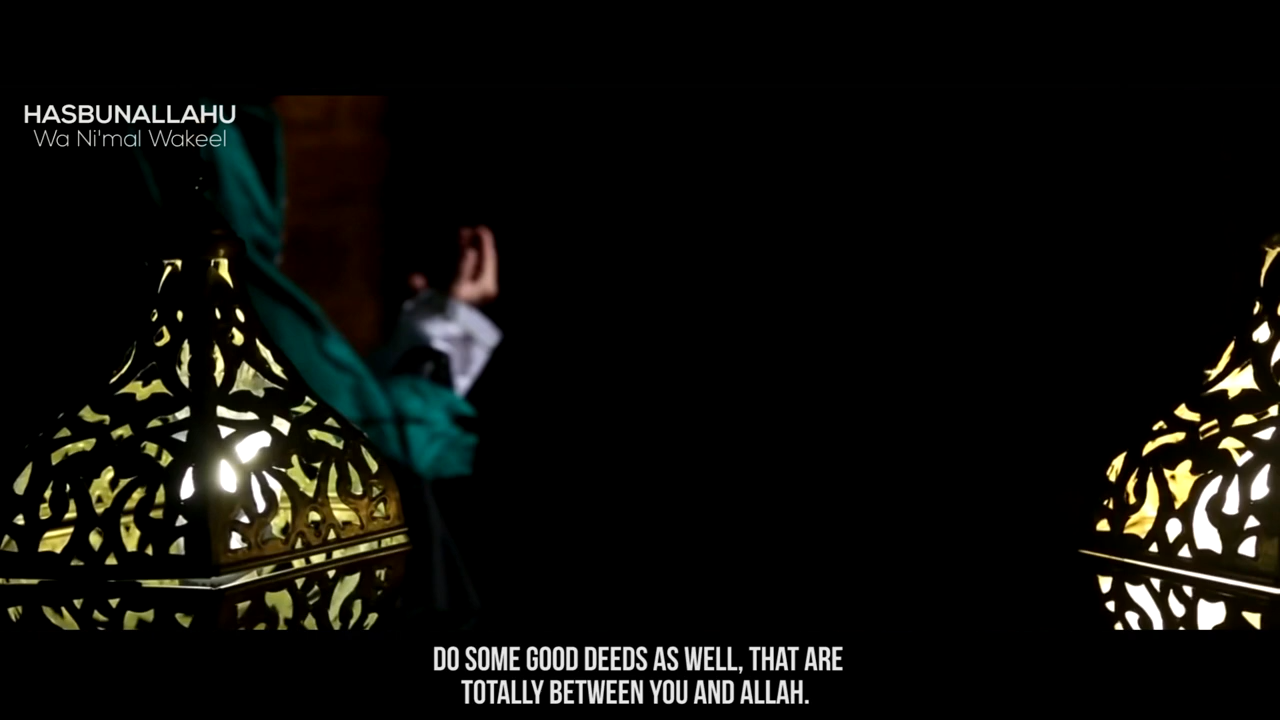 HASBUNALLAHU
Wa Ni'mal Wakeel
DO SOME GOOD DEEDS AS WELL, THAT ARE
TOTALLY BETWEEN YOU AND ALLAH.